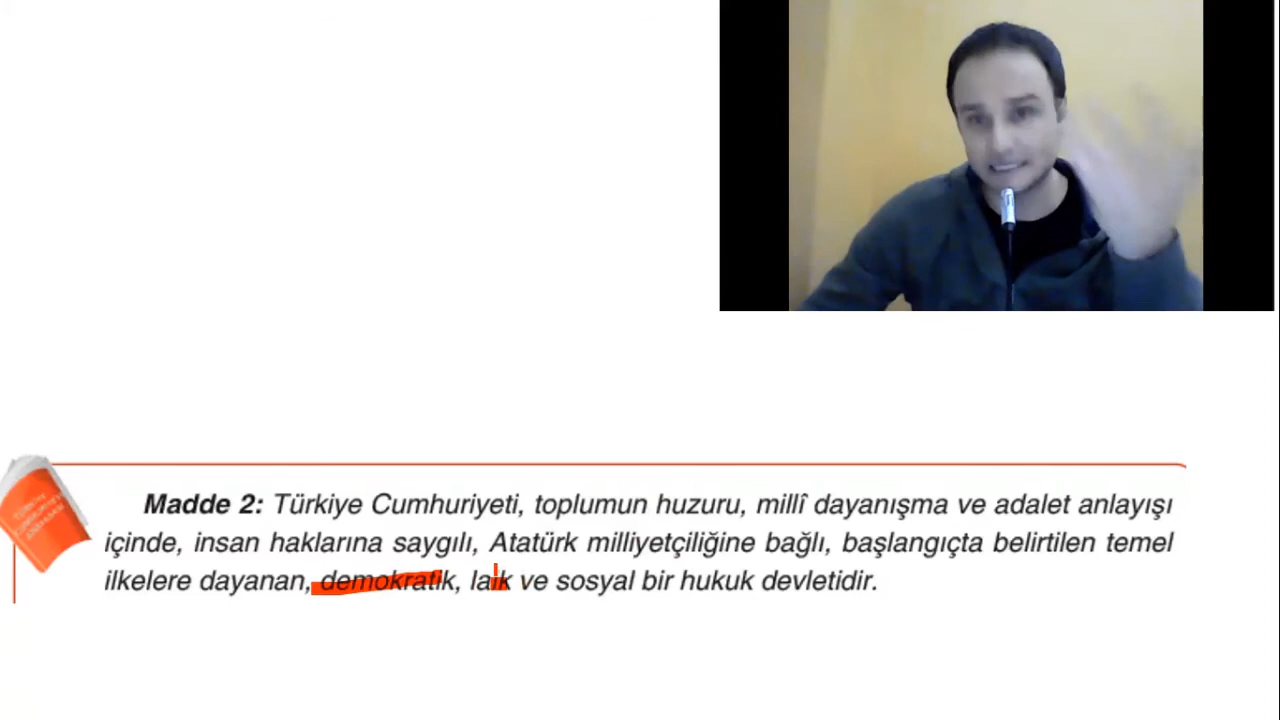 Madde 2: Türkiye Cumhuriyeti, toplumun huzuru, millî dayanışma ve adalet anlayışı
içinde, insan haklarına saygılı, Atatürk milliyetçiliğine bağlı, başlangıçta belirtilen temel
ilkelere dayanan, demokratik, laik ve sosyal bir hukuk devletidir.